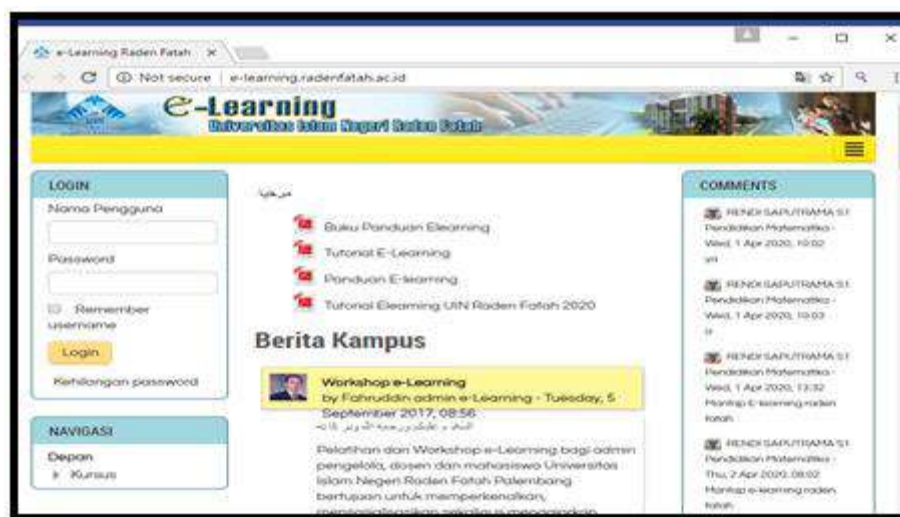 e-Learning Raden Fatah
Not secure
e-learning.radenfatah.ac.id
e-Learning
Universitas Islam Negeri Raden Fatah
LOGIN
Nama Pengguna
Password
Remember
username
Login
Kehilangan password
NAVIGASI
Depan
Kursus
مرحبا
Buku Panduan Elearning
Tutorial E-Learning
Panduan E-learning
Tutorial Elearning UIN Raden Fatah 2020
Berita Kampus
Workshop e-Learning
by Fahruddin admin e-Learning - Tuesday, 5
September 2017, 08:56
Pelatihan dan Workshop e-Learning bagi admin
pengelola, dosen dan mahasiswa Universitas
Islam Negeri Raden Fatah Palembang
bertujuan untuk memperkenalkan,
mensosialisasikan sekaligus mengajarkan
COMMENTS
RENDI SAPUTRAMA S1
Pendidikan Matematika -
Wed, 1 Apr 2020, 10:02
RENDI SAPUTRAMA S1
Pendidikan Matematika -
Wed, 1 Apr 2020, 10:03
RENDI SAPUTRAMA S1
Pendidikan Matematika -
Wed, 1 Apr 2020, 13:32
Mantap E-learning raden
fatah
RENDI SAPUTRAMA S1
Pendidikan Matematika -
Thu, 2 Apr 2020, 08:02
Mantap e-learning raden
fatah